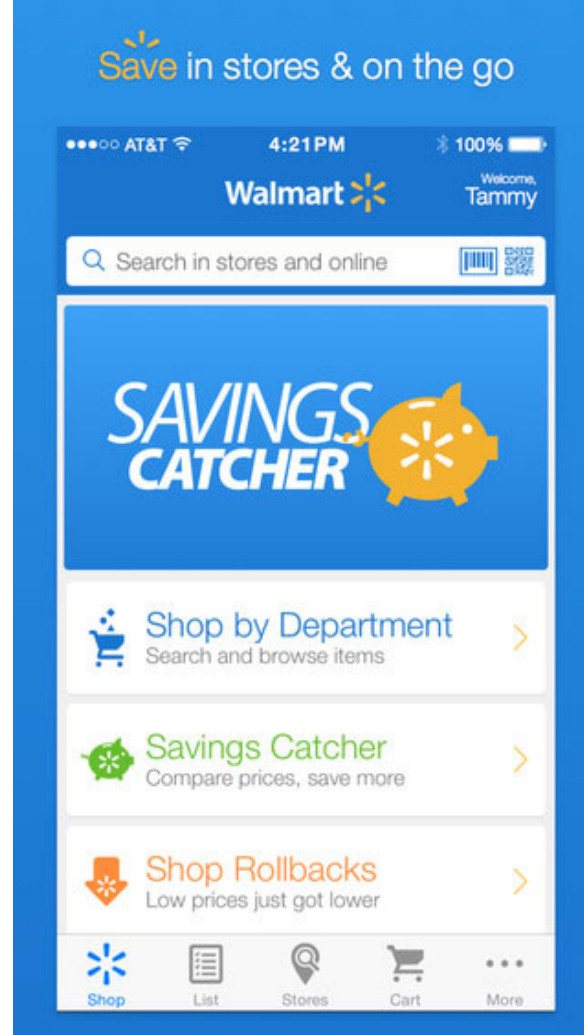 Save in stores & on the go
AT&T 4:21PM 100%
Welcome,
Walmart Tammy
Search in stores and online
SAVINGS
CATCHER
Shop by Department
Search and browse items
Savings Catcher
Compare prices, save more
Shop Rollbacks
Low prices just got lower
Shop List Stores Cart More